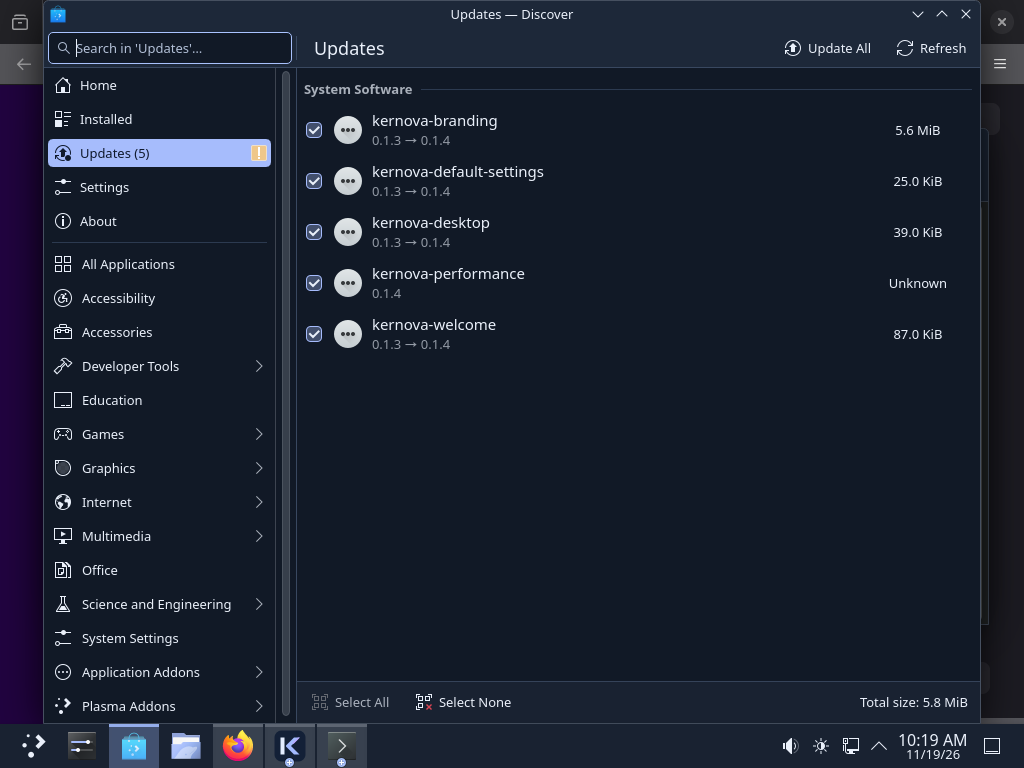 Updates — Discover
Search in 'Updates'...
Updates
Update All
Refresh
Home
Installed
Updates (5)
Settings
About
All Applications
Accessibility
Accessories
Developer Tools
Education
Games
Graphics
Internet
Multimedia
Office
Science and Engineering
System Settings
Application Addons
Plasma Addons
System Software
kernova-branding
0.1.3 → 0.1.4
5.6 MiB
kernova-default-settings
0.1.3 → 0.1.4
25.0 KiB
kernova-desktop
0.1.3 → 0.1.4
39.0 KiB
kernova-performance
0.1.4
Unknown
kernova-welcome
0.1.3 → 0.1.4
87.0 KiB
Select All
Select None
Total size: 5.8 MiB
10:19 AM
11/19/26